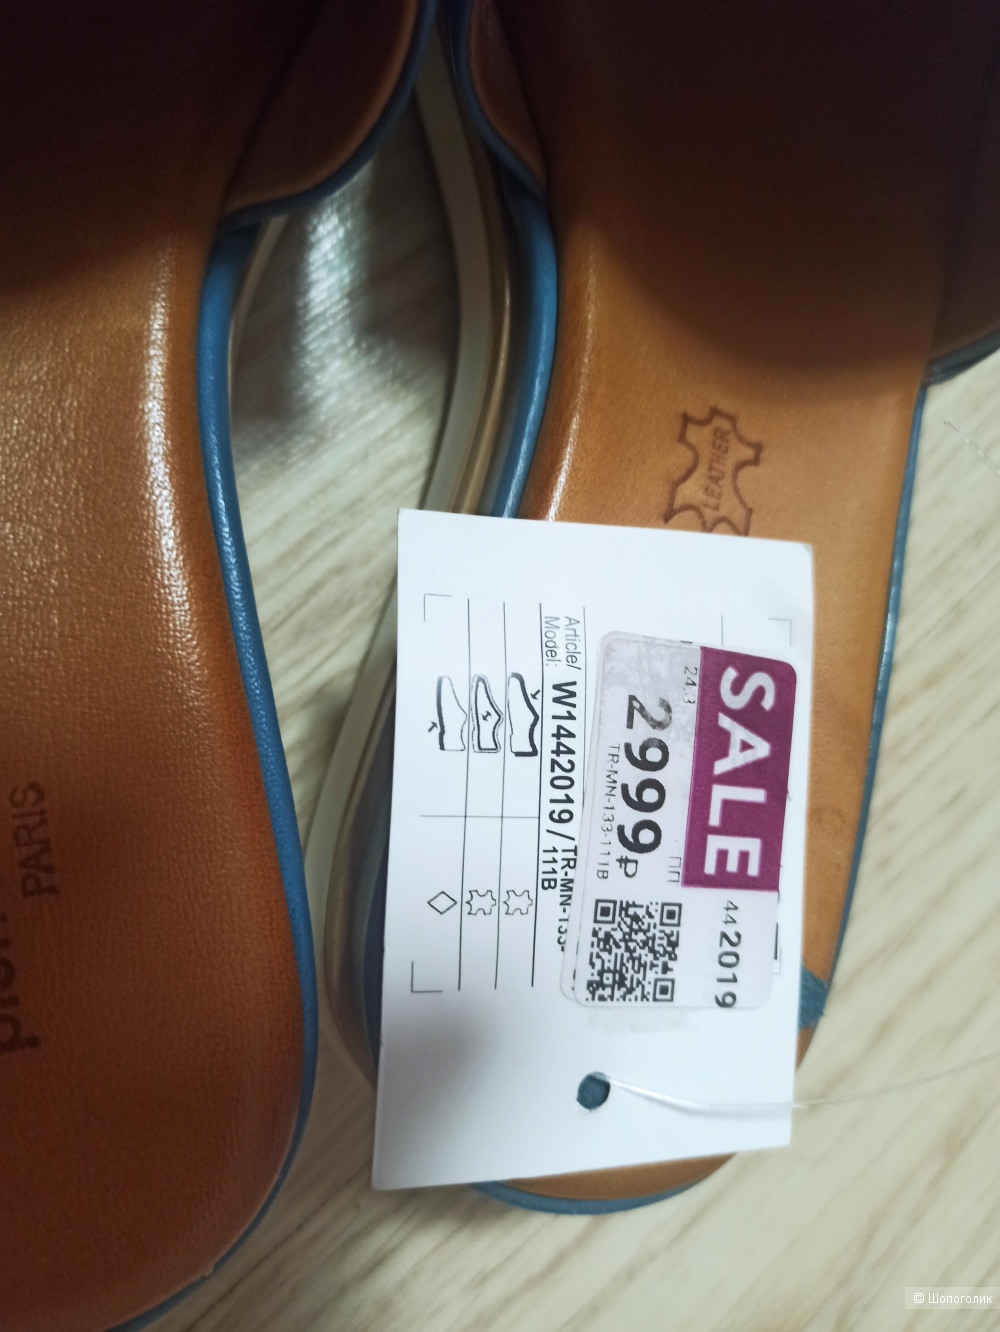 LEATHER
PARIS
Article/
Model:
W1442019 / TR-MN-133-
111B
SALE
24.3
2999₽
TR-MN-133-111B
ПП
442019
© Шопоголик